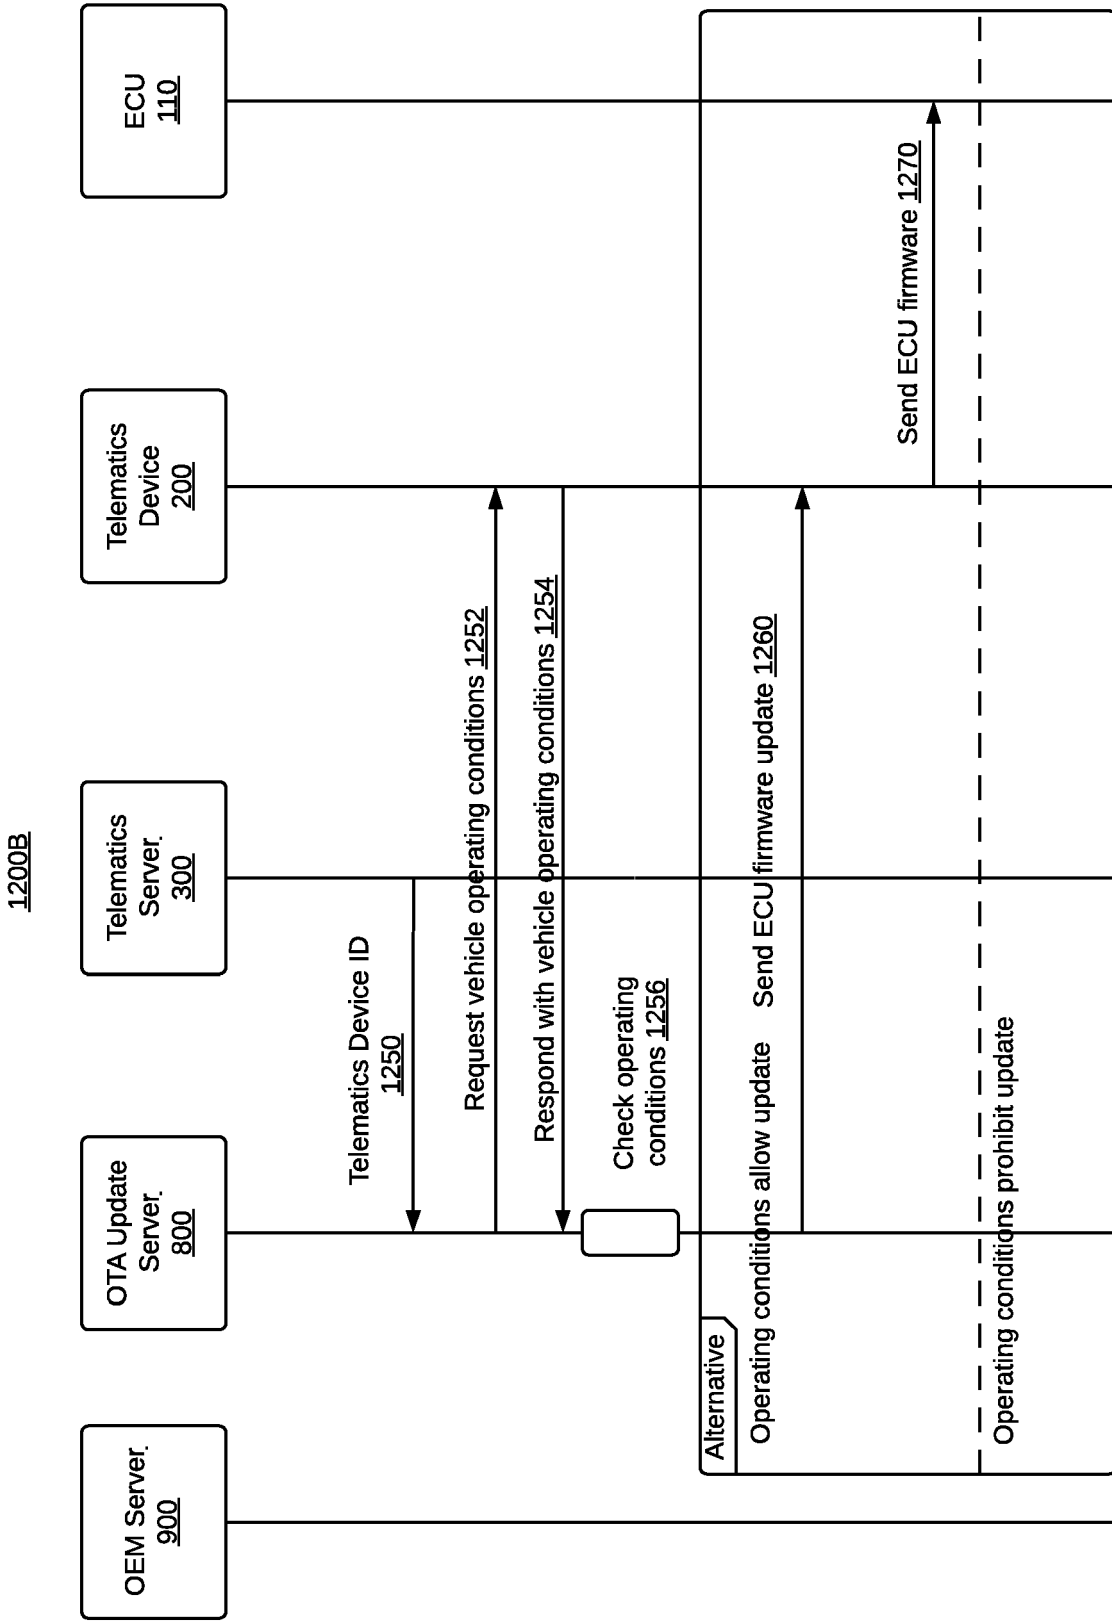 1200B
OEM Server.
900
OTA Update
Server.
800
Telematics
Server.
300
Telematics
Device
200
ECU
110
Telematics Device ID
1250
Request vehicle operating conditions 1252
Respond with vehicle operating conditions 1254
Check operating
conditions 1256
Alternative
Operating conditions allow update
Send ECU firmware update 1260
Send ECU firmware 1270
Operating conditions prohibit update